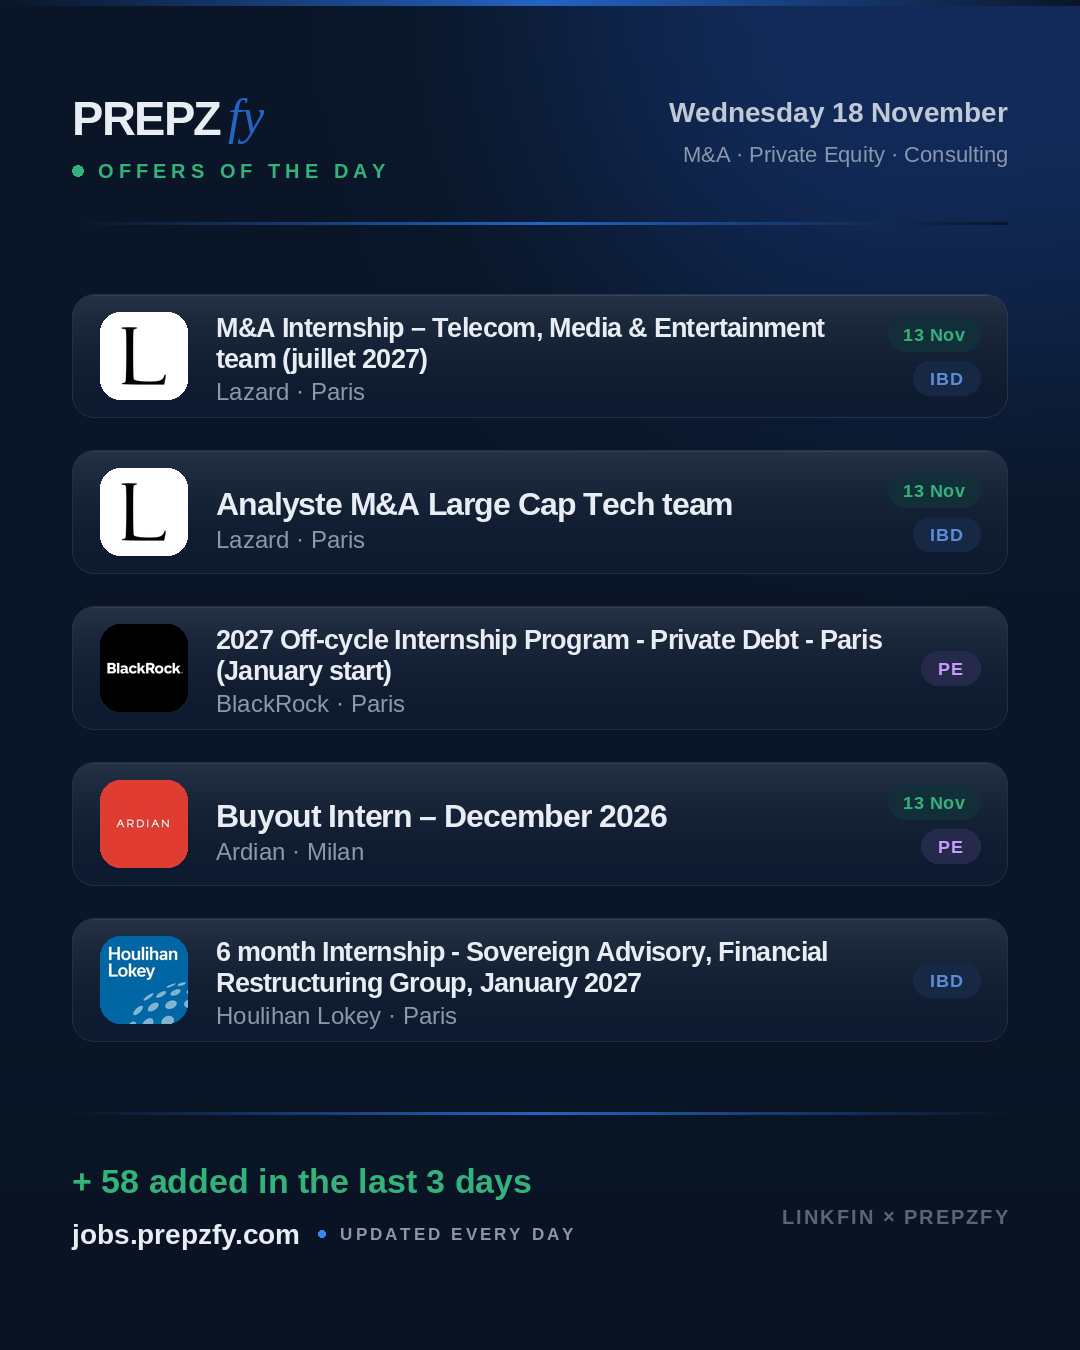 PREPZ fy
OFFERS OF THE DAY
Wednesday 18 November
M&A · Private Equity · Consulting
L
M&A Internship – Telecom, Media & Entertainment
team (juillet 2027)
Lazard · Paris
13 Nov
IBD
L
Analyste M&A Large Cap Tech team
Lazard · Paris
13 Nov
IBD
BlackRock.
2027 Off-cycle Internship Program - Private Debt - Paris
(January start)
BlackRock · Paris
PE
ARDIAN
Buyout Intern – December 2026
Ardian · Milan
13 Nov
PE
Houlihan
Lokey
6 month Internship - Sovereign Advisory, Financial
Restructuring Group, January 2027
Houlihan Lokey · Paris
IBD
+ 58 added in the last 3 days
jobs.prepzfy.com • UPDATED EVERY DAY
LINKFIN × PREPZFY